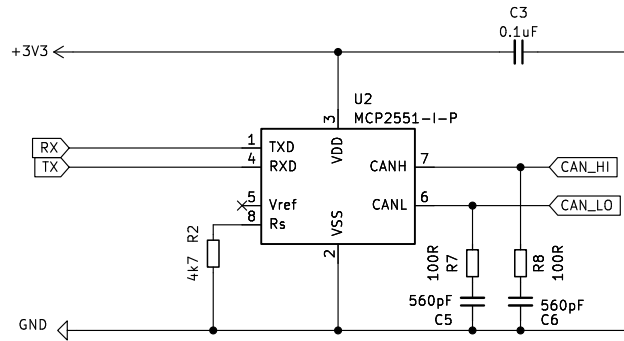 C3
0.1uF
+3V3
U2
MCP2551-I-P
3
VDD
RX
1
TXD
TX
4
RXD
CANH
7
CAN_HI
5
Vref
CANL
6
CAN_LO
8
Rs
VSS
2
4k7 R2
100R
R7
R8
100R
560pF
C5
560pF
C6
GND